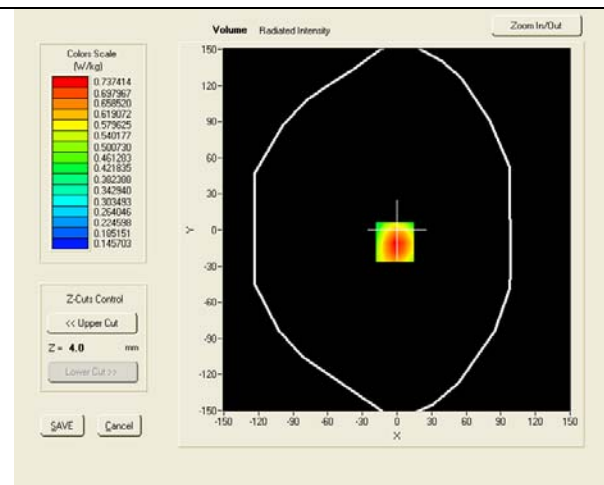 Volume Radiated Intensity
Zoom In/Out
Colors Scale
(W/kg)
0.737414
0.697967
0.658520
0.619072
0.579625
0.540177
0.500730
0.461283
0.421835
0.382388
0.342940
0.303493
0.264046
0.224598
0.185151
0.145703
Z-Cuts Control
<< Upper Cut
Z = 4.0 mm
Lower Cut >>
SAVE Cancel
150
120
90
60
30
0
-30
-60
-90
-120
-150
Y
-150 -120 -90 -60 -30 0 30 60 90 120 150
X